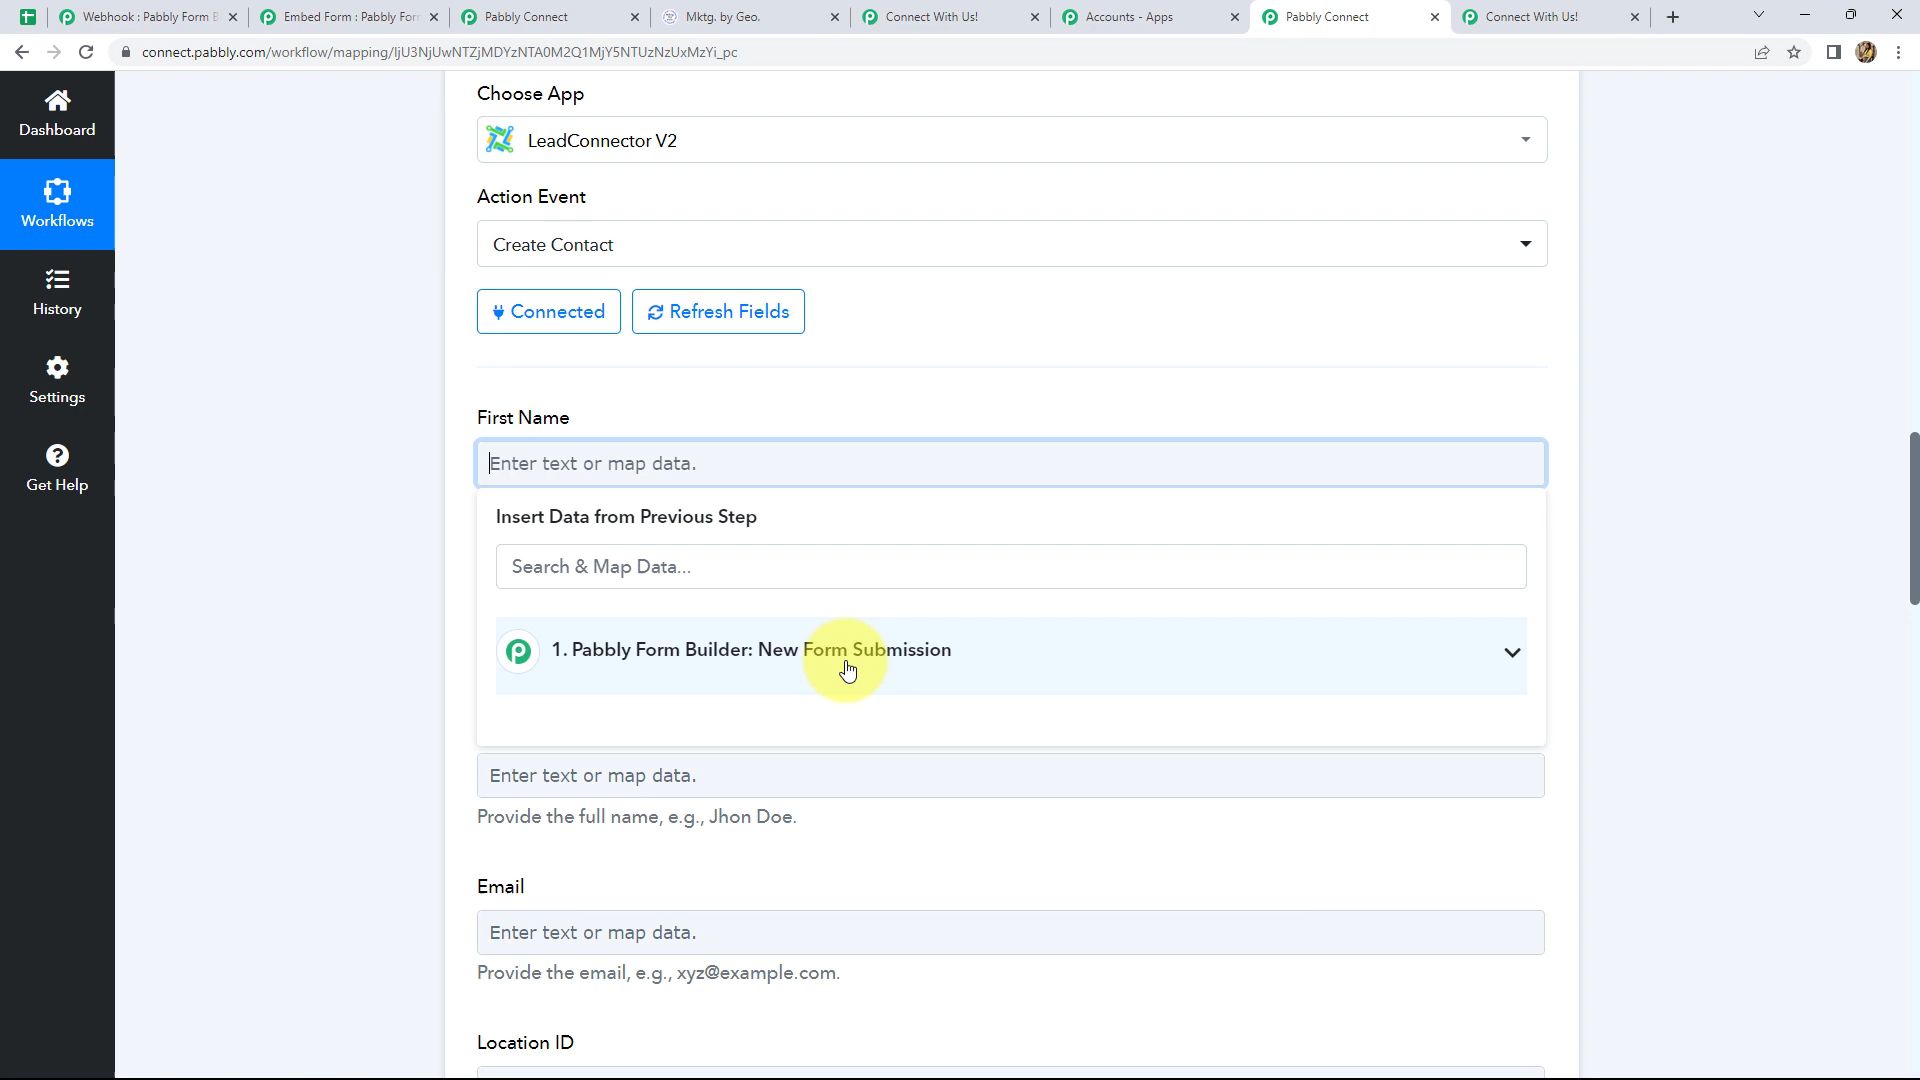 Webhook : Pabbly Form B
Embed Form : Pabbly For
Pabbly Connect
Mktg. by Geo.
Connect With Us!
Accounts - Apps
Pabbly Connect
Connect With Us!
connect.pabbly.com/workflow/mapping/IjU3NjUwNTZjMDYzNTA0M2Q1MjY5NTUzNzUxMzYi_pc
Dashboard
Workflows
History
Settings
Get Help
Choose App
LeadConnector V2
Action Event
Create Contact
Connected
Refresh Fields
First Name
Enter text or map data.
Insert Data from Previous Step
Search & Map Data...
1. Pabbly Form Builder: New Form Submission
Enter text or map data.
Provide the full name, e.g., Jhon Doe.
Email
Enter text or map data.
Provide the email, e.g., xyz@example.com.
Location ID